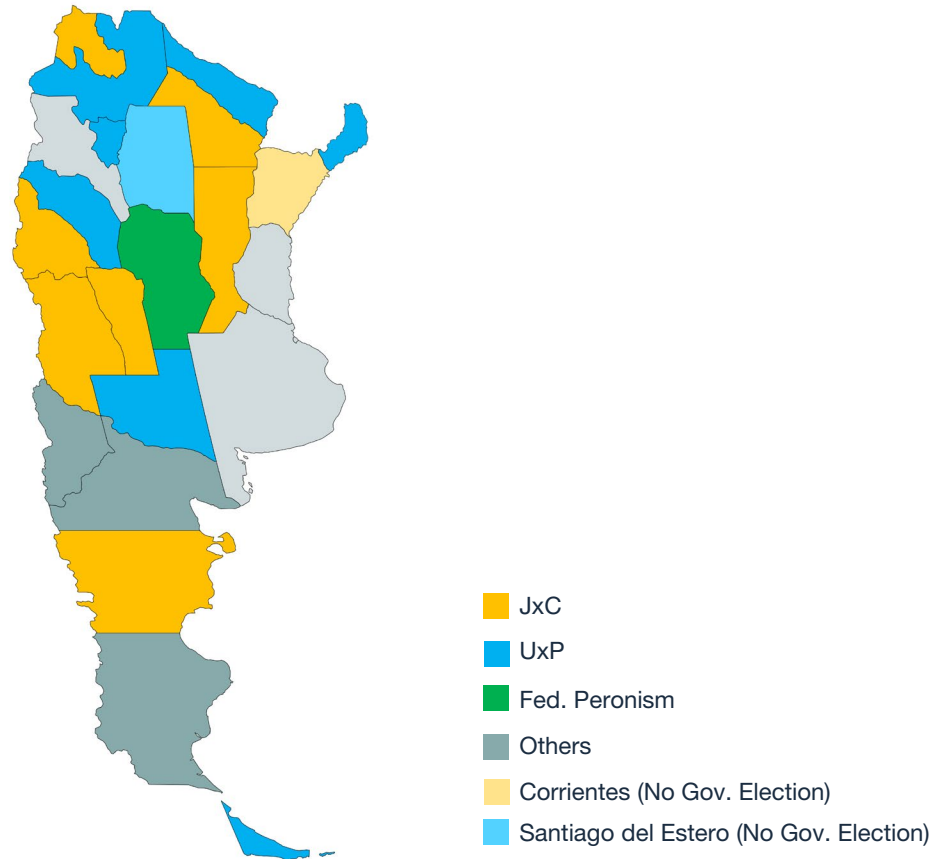 JxC
UxP
Fed. Peronism
Others
Corrientes (No Gov. Election)
Santiago del Estero (No Gov. Election)